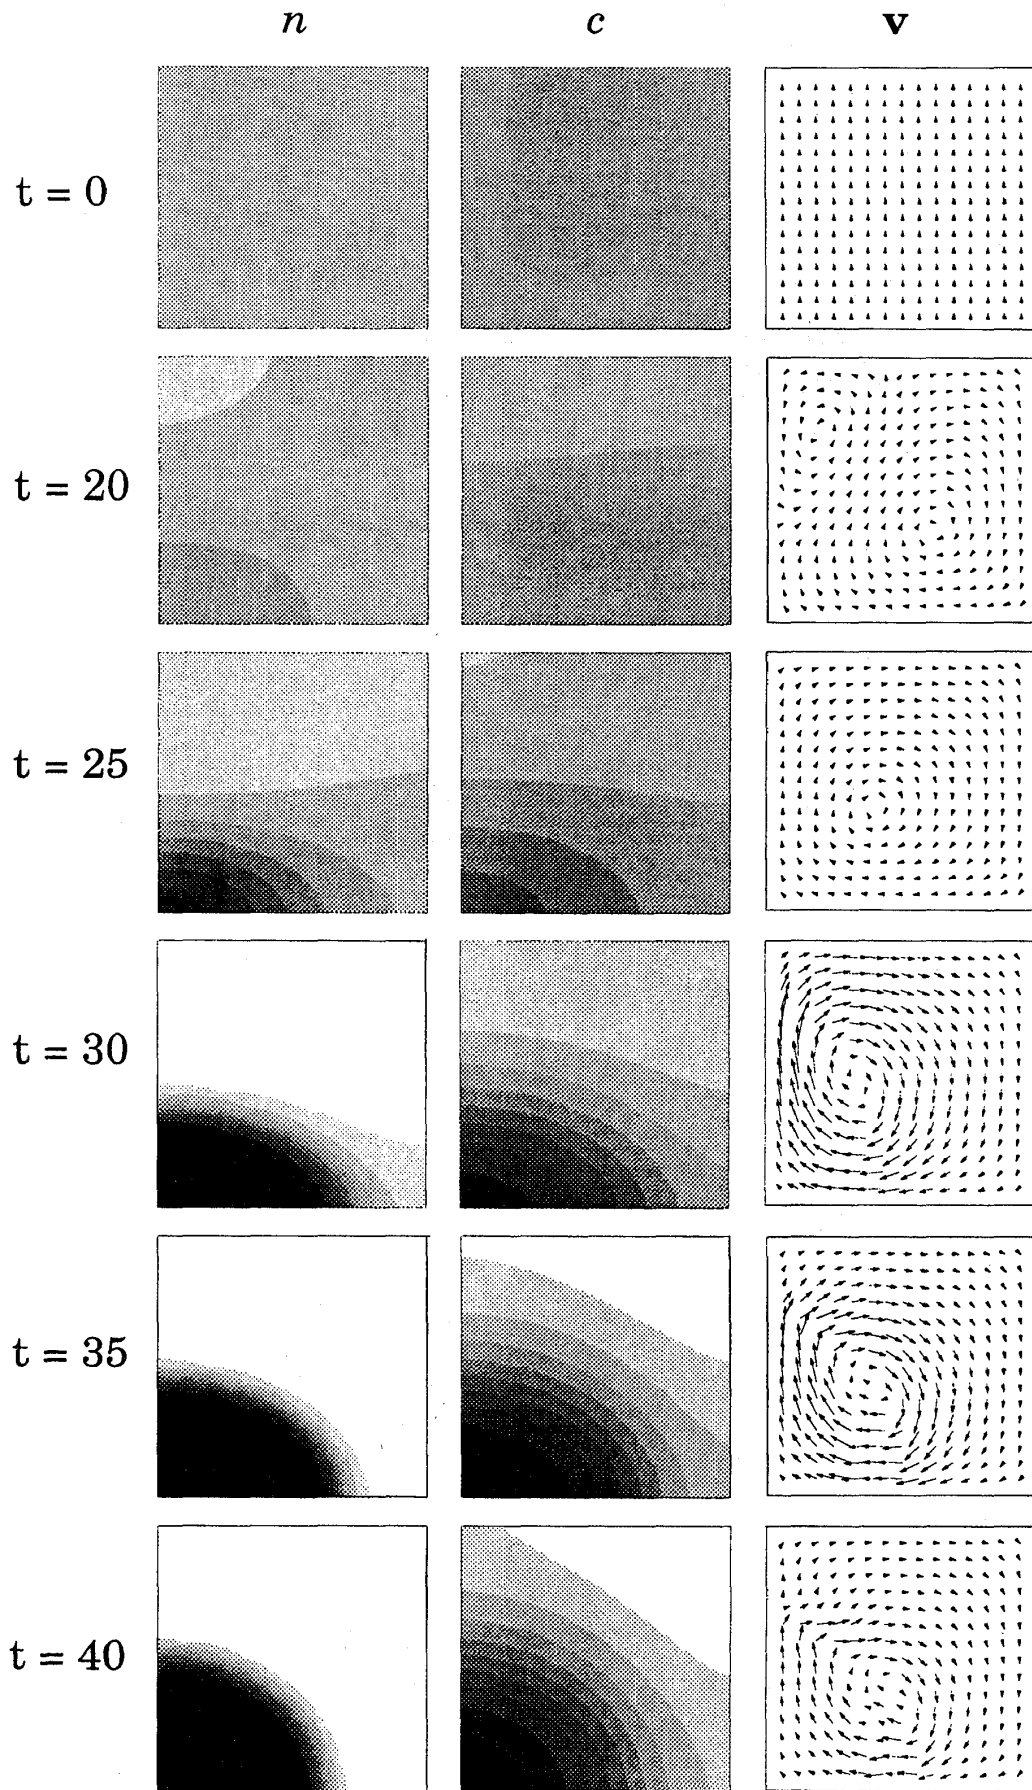 n c v
t = 0
t = 20
t = 25
t = 30
t = 35
t = 40